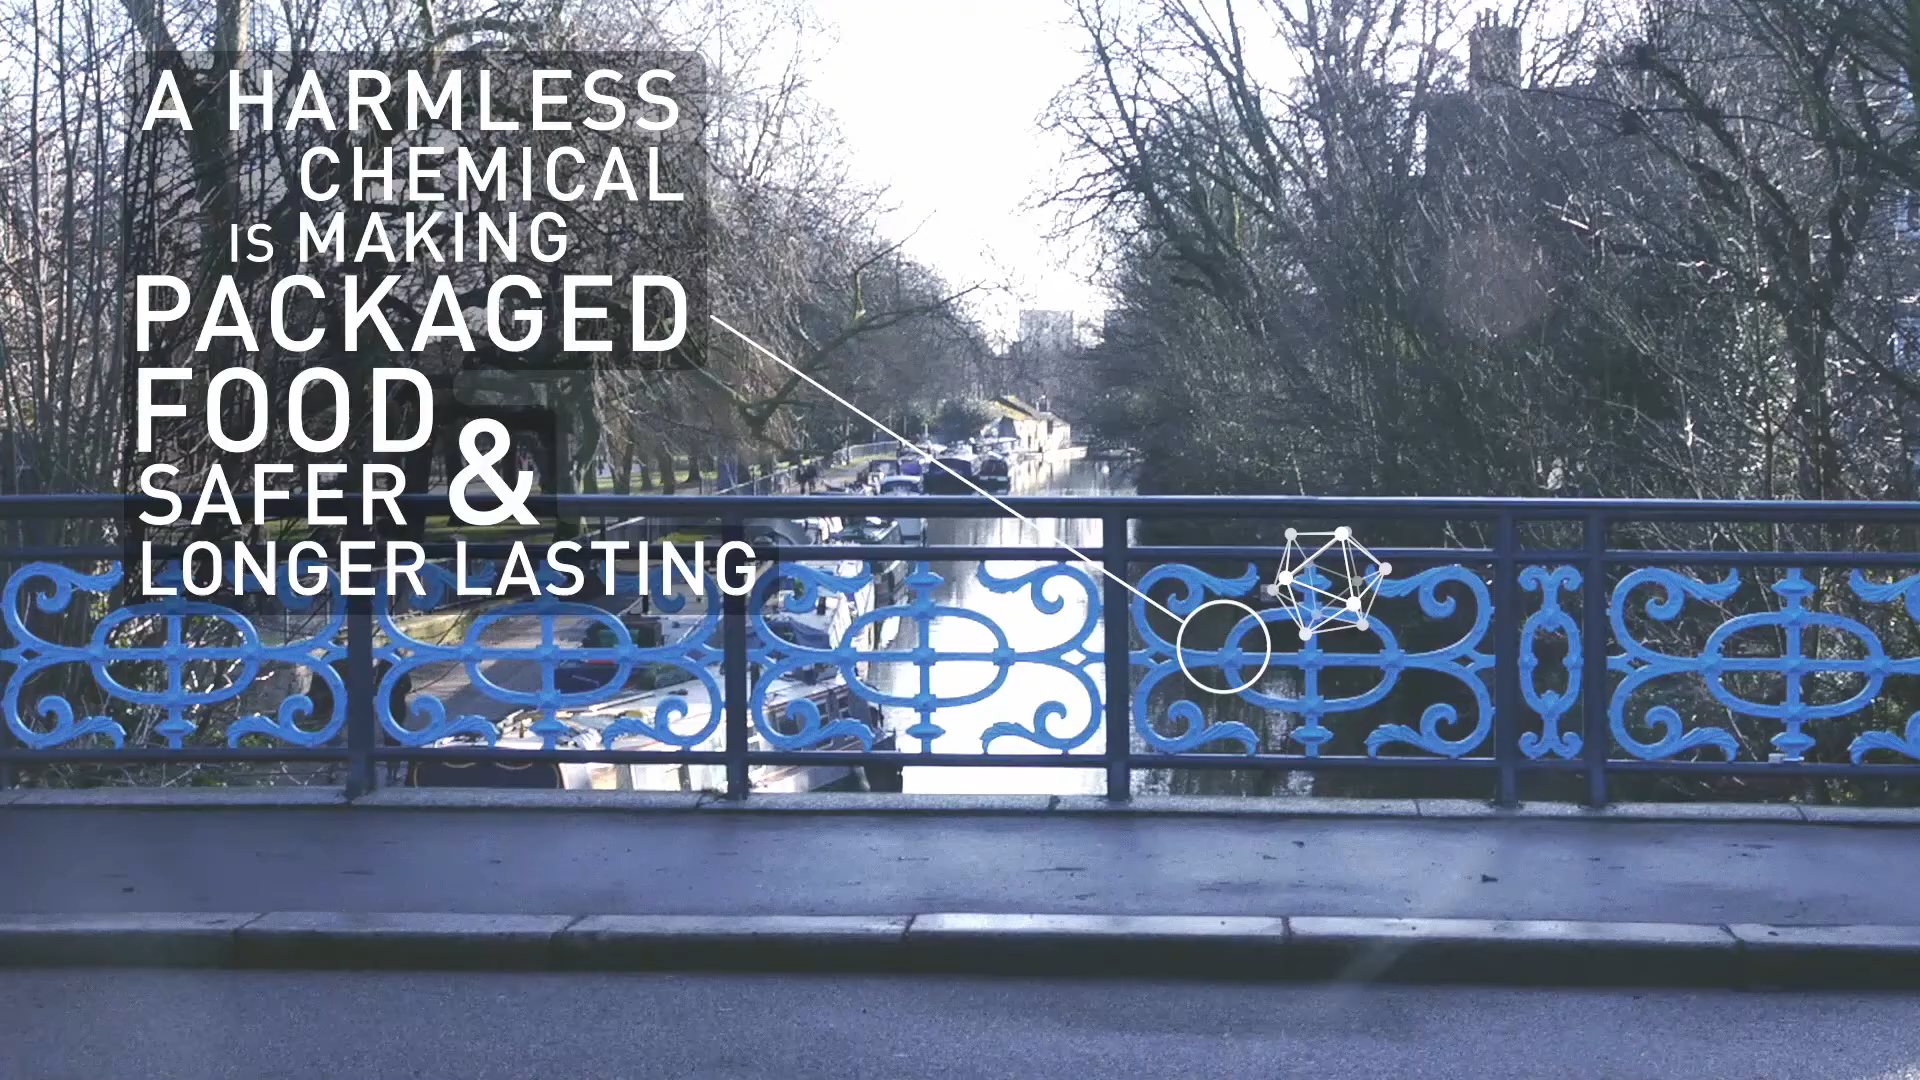 A HARMLESS
CHEMICAL
IS MAKING
PACKAGED
FOOD
SAFER &
LONGER LASTING